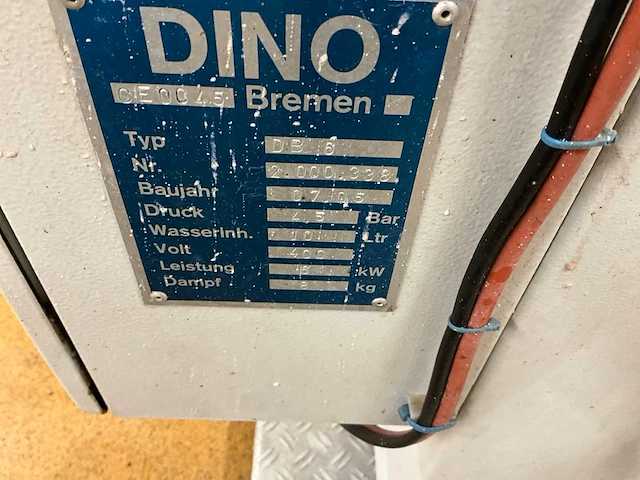 DINO
CE0045 Bremen
Typ DB 6
Nr. 2.000.338
Baujahr 07.05
Druck 4,5 Bar
Wasserinh. Ltr
Volt 400
Leistung kW
Dampf kg